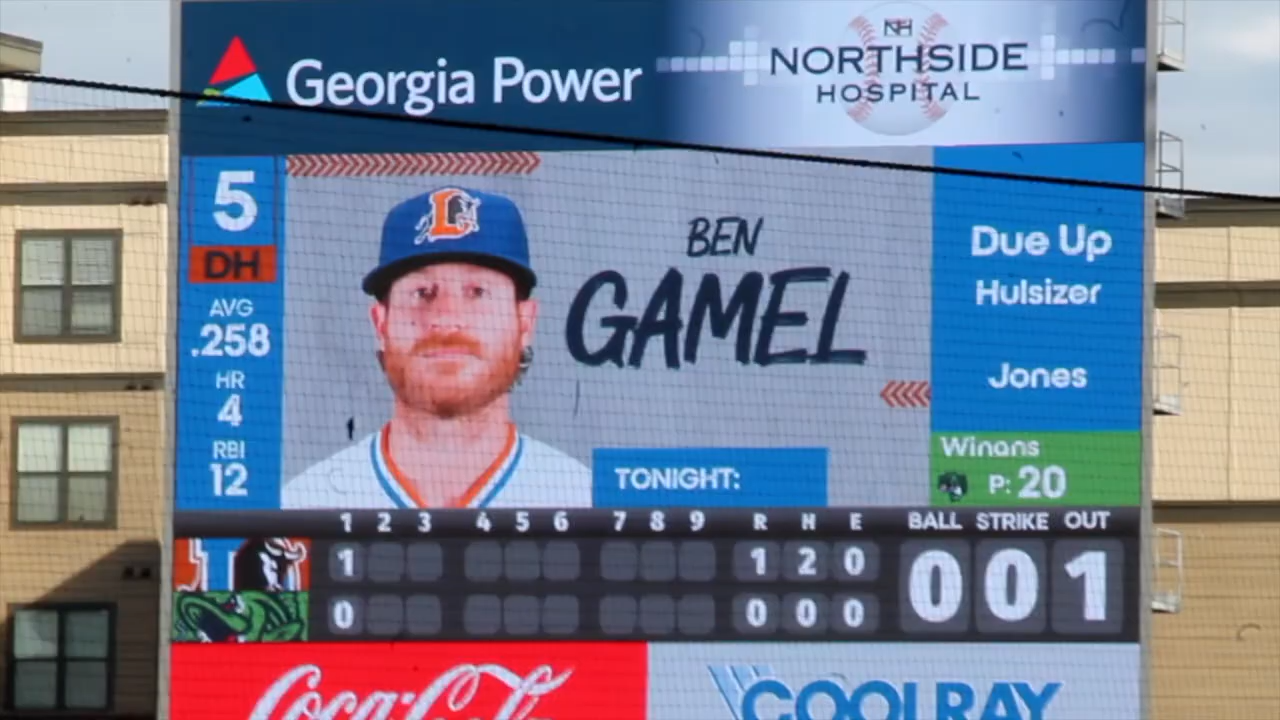 Georgia Power
NH
NORTHSIDE
HOSPITAL
5
DH
AVG
.258
HR
4
RBI
12
D
BEN
GAMEL
TONIGHT:
Due Up
Hulsizer
Jones
Winans
P: 20
1 2 3 4 5 6 7 8 9 R H E BALL STRIKE OUT
1 1 2 0 0 0 1
0 0 0 0
Coca-Cola
COOLRAY